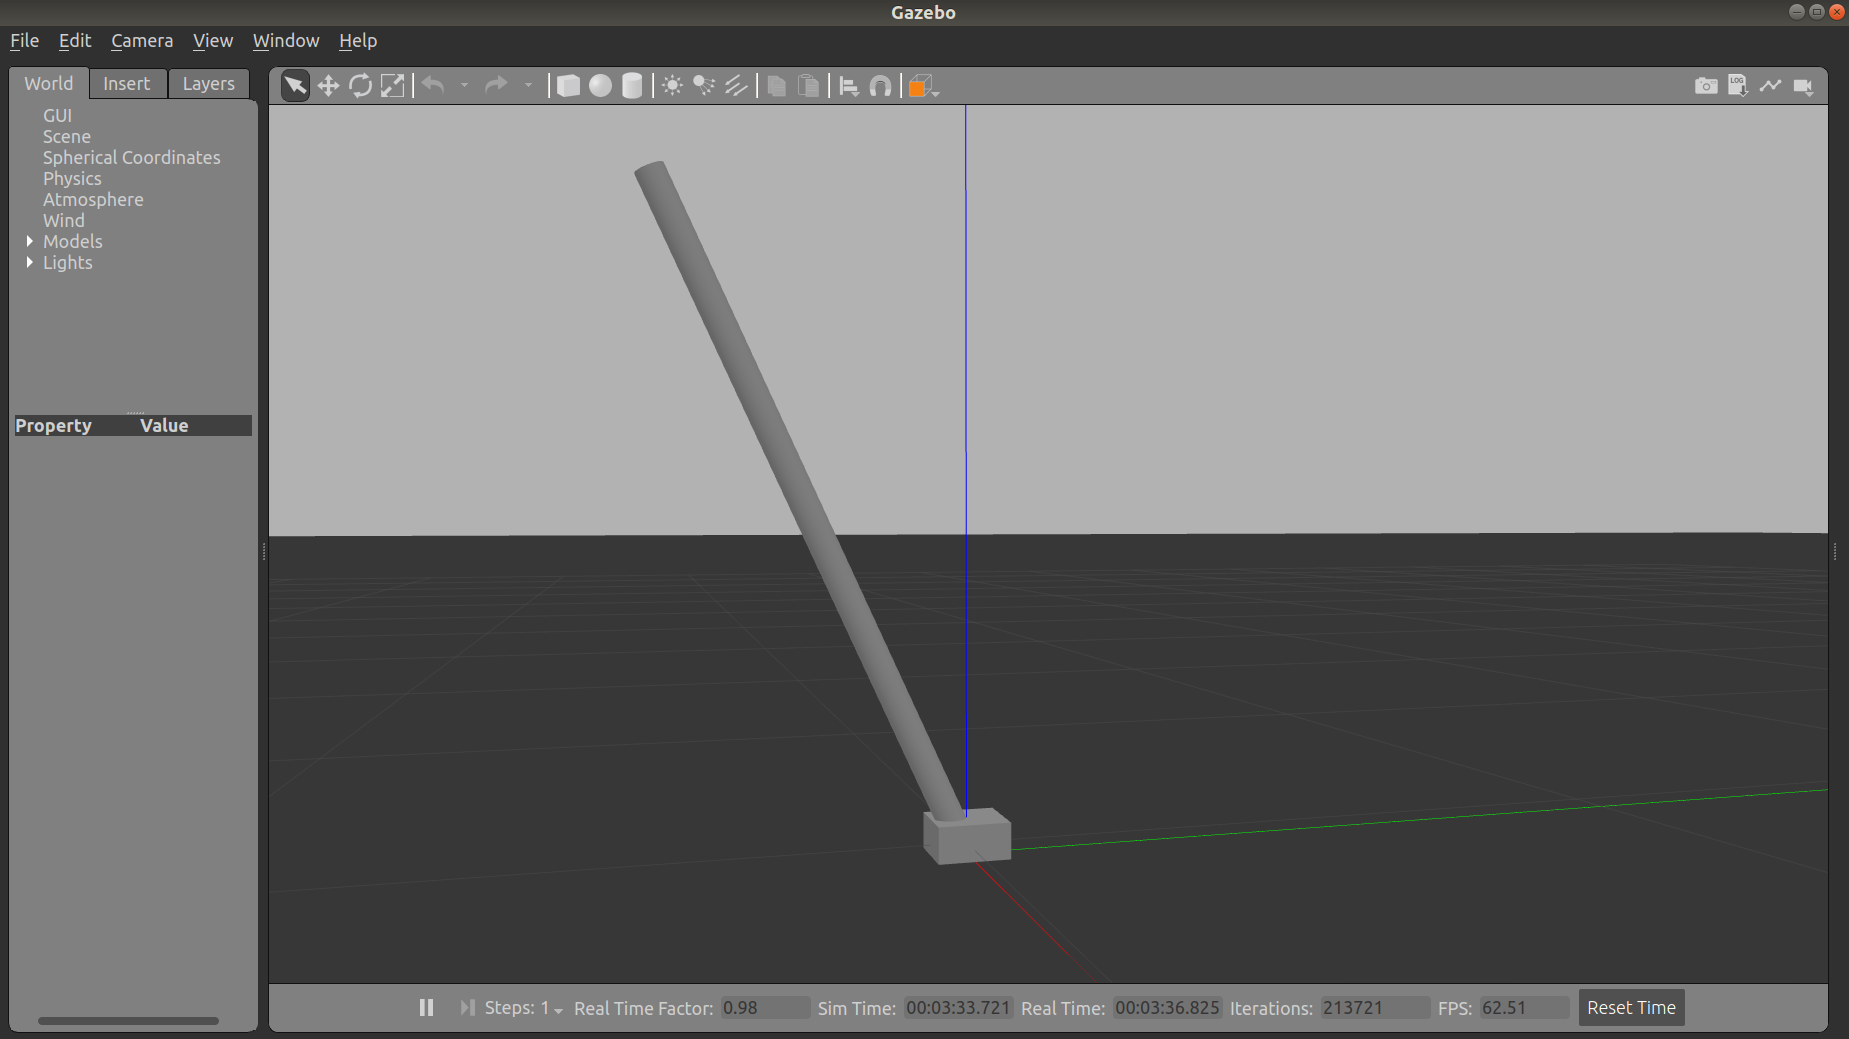 Gazebo
File Edit Camera View Window Help
World Insert Layers
LOG
GUI
Scene
Spherical Coordinates
Physics
Atmosphere
Wind
Models
Lights
Property Value
Steps: 1 Real Time Factor: 0.98 Sim Time: 00:03:33.721 Real Time: 00:03:36.825 Iterations: 213721 FPS: 62.51 Reset Time